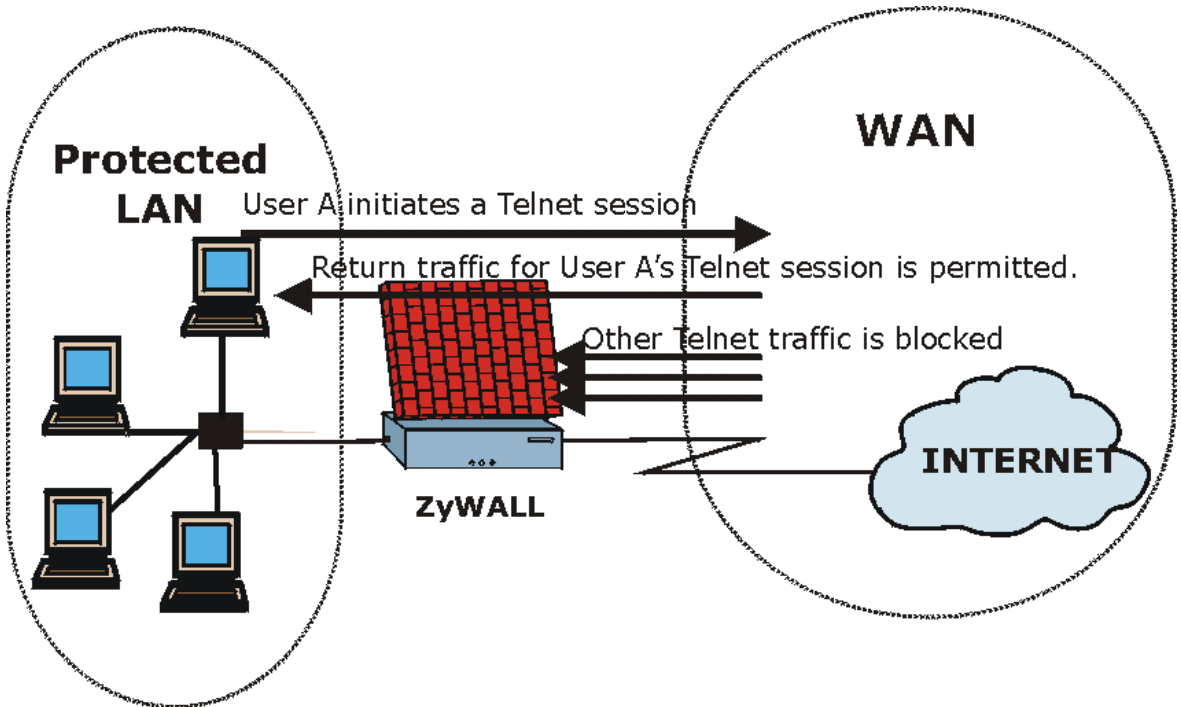 Protected
LAN
WAN
User A initiates a Telnet session
Return traffic for User A's Telnet session is permitted.
Other Telnet traffic is blocked
INTERNET
ZyWALL